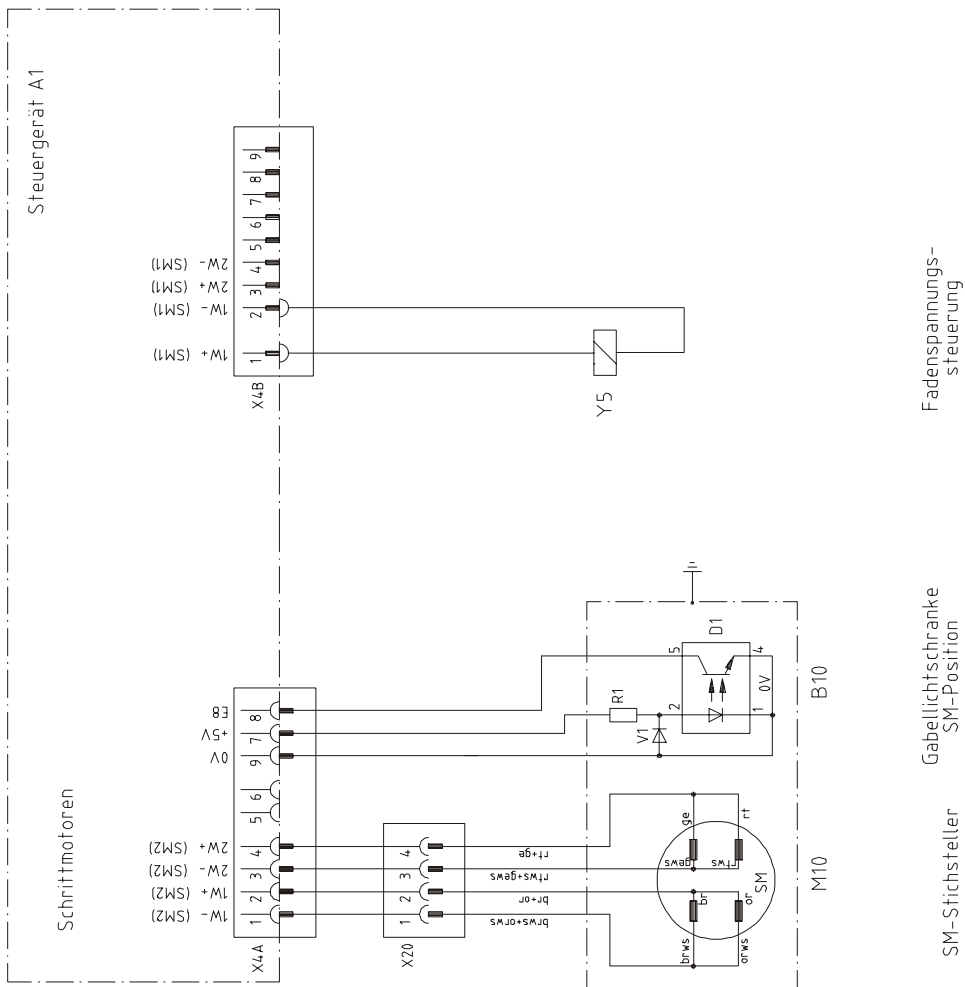 Steuergerät A1
Schrittmotoren
X4A
1 1W- (SM2)
2 1W+ (SM2)
3 2W- (SM2)
4 2W+ (SM2)
5
6
9 0V
7 +5V
8 E8
X4B
1 1W+ (SM1)
2 1W- (SM1)
3 2W+ (SM1)
4 2W- (SM1)
5
6
7
8
9
X20
1
2
3
4
brws+orws
br+or
rtws+gews
rt+ge
brws
br
orws
or
gews
ge
rtws
rt
SM
M10
V1
R1
D1
2
5
1
4
0V
B10
Y5
SM-Stichsteller
Gabellichtschranke
SM-Position
Fadenspannungs-
steuerung